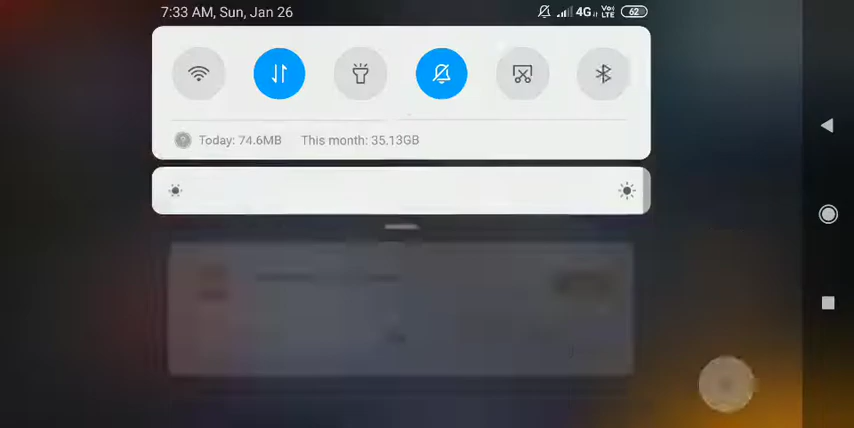 7:33 AM, Sun, Jan 26
4G Vo) LTE 62
Today: 74.6MB This month: 35.13GB